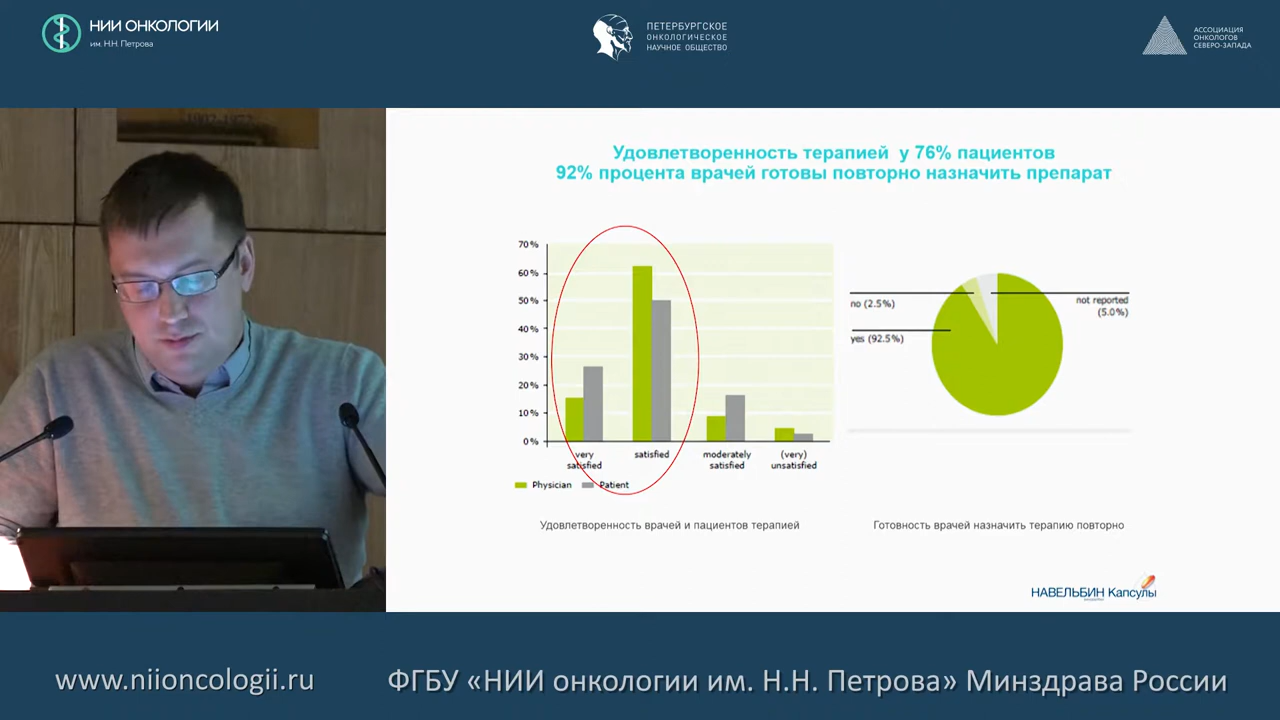 НИИ ОНКОЛОГИИ
им. Н.Н. Петрова
ПЕТЕРБУРГСКОЕ
ОНКОЛОГИЧЕСКОЕ
НАУЧНОЕ ОБЩЕСТВО
АССОЦИАЦИЯ
ОНКОЛОГОВ
СЕВЕРО-ЗАПАДА
1902-1972
Удовлетворенность терапией у 76% пациентов
92% процента врачей готовы повторно назначить препарат
70%
60%
50%
40%
30%
20%
10%
0%
very
satisfied
satisfied
moderately
satisfied
(very)
unsatisfied
Physician
Patient
no (2.5%)
yes (92.5%)
not reported
(5.0%)
Удовлетворенность врачей и пациентов терапией
Готовность врачей назначить терапию повторно
НАВЕЛЬБИН Капсулы
www.niioncologii.ru
ФГБУ «НИИ онкологии им. Н.Н. Петрова» Минздрава России